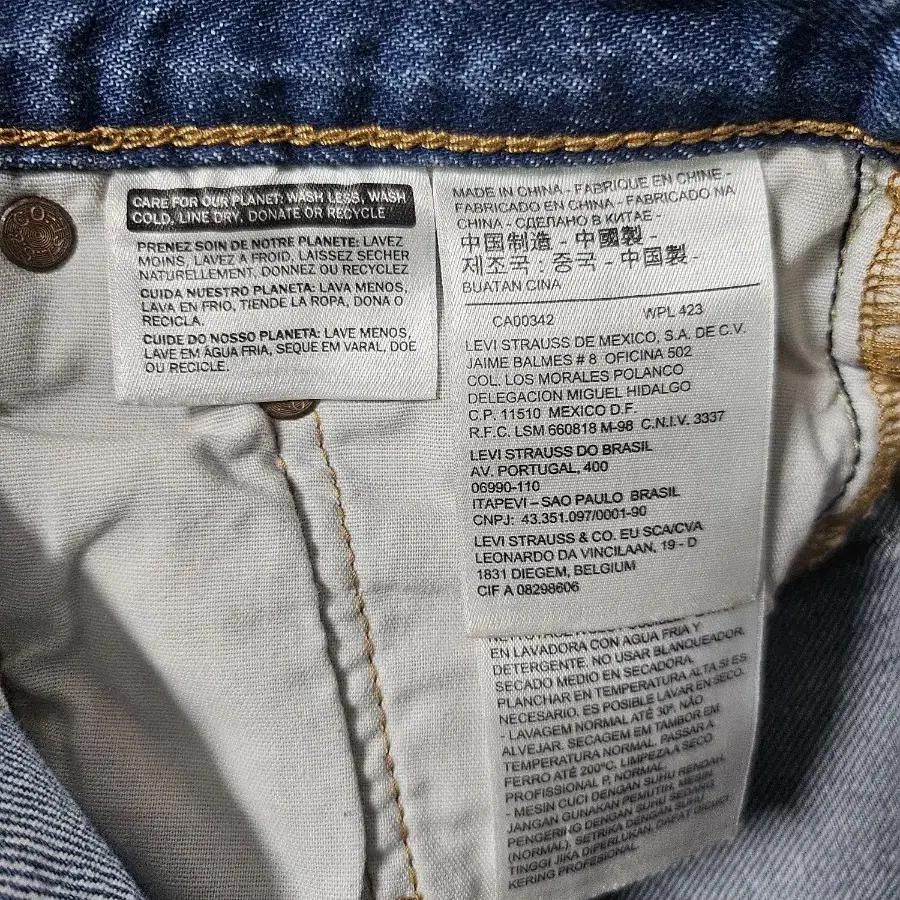 CARE FOR OUR PLANET: WASH LESS, WASH
COLD, LINE DRY, DONATE OR RECYCLE
PRENEZ SOIN DE NOTRE PLANETE: LAVEZ
MOINS, LAVEZ A FROID, LAISSEZ SECHER
NATURELLEMENT, DONNEZ OU RECYCLEZ
CUIDA NUESTRO PLANETA: LAVA MENOS,
LAVA EN FRIO, TIENDE LA ROPA, DONA O
RECICLA.
CUIDE DO NOSSO PLANETA: LAVE MENOS,
LAVE EM ÁGUA FRIA, SEQUE EM VARAL, DOE
OU RECICLE.
MADE IN CHINA - FABRIQUE EN CHINE -
FABRICADO EN CHINA - FABRICADO NA
CHINA - СДЕЛАНО В КИТАЕ -
中国制造 - 中國製 -
제조국 : 중국 - 中国製 -
BUATAN CINA
CA00342 WPL 423
LEVI STRAUSS DE MEXICO, S.A. DE C.V.
JAIME BALMES # 8 OFICINA 502
COL. LOS MORALES POLANCO
DELEGACION MIGUEL HIDALGO
C.P. 11510 MEXICO D.F.
R.F.C. LSM 660818 M-98 C.N.I.V. 3337
LEVI STRAUSS DO BRASIL
AV. PORTUGAL, 400
06990-110
ITAPEVI – SAO PAULO BRASIL
CNPJ: 43.351.097/0001-90
LEVI STRAUSS & CO. EU SCA/CVA
LEONARDO DA VINCILAAN, 19 - D
1831 DIEGEM, BELGIUM
CIF A 08298606
EN LAVADORA CON AGUA FRIA Y
DETERGENTE. NO USAR BLANQUEADOR.
SECADO MEDIO EN SECADORA.
PLANCHAR EN TEMPERATURA ALTA SI ES
NECESARIO. ES POSIBLE LAVAR EN SECO.
- LAVAGEM NORMAL ATÉ 30º. NÃO
ALVEJAR. SECAGEM EM TAMBOR EM
TEMPERATURA NORMAL. PASSAR A
FERRO ATÉ 200ºC. LIMPEZA A SECO
PROFISSIONAL P, NORMAL.
- MESIN CUCI DENGAN SUHU RENDAH.
JANGAN GUNAKAN PEMUTIH, MESIN
PENGERING DENGAN SUHU SEDANG
(NORMAL), SETRIKA DENGAN SUHU
TINGGI JIKA DIPERLUKAN,
KERING PROFESIONAL.